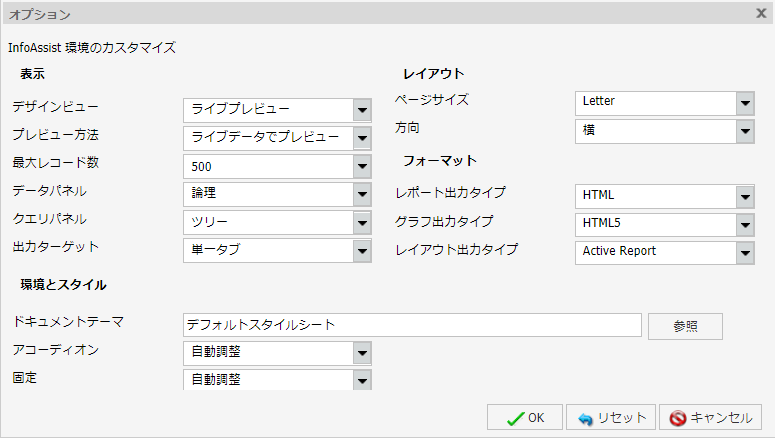 オプション
InfoAssist 環境のカスタマイズ
表示
デザインビュー ライブプレビュー
プレビュー方法 ライブデータでプレビュー
最大レコード数 500
データパネル 論理
クエリパネル ツリー
出力ターゲット 単一タブ
レイアウト
ページサイズ Letter
方向 横
フォーマット
レポート出力タイプ HTML
グラフ出力タイプ HTML5
レイアウト出力タイプ Active Report
環境とスタイル
ドキュメントテーマ デフォルトスタイルシート 参照
アコーディオン 自動調整
固定 自動調整
OK リセット キャンセル